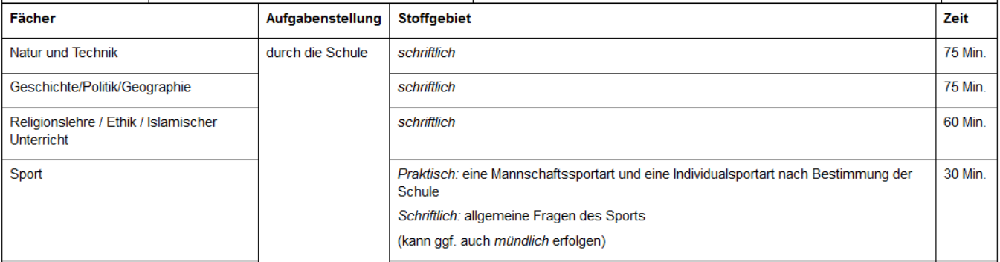 Fächer Aufgabenstellung Stoffgebiet Zeit
Natur und Technik durch die Schule schriftlich 75 Min.
Geschichte/Politik/Geographie schriftlich 75 Min.
Religionslehre / Ethik / Islamischer schriftlich 60 Min.
Unterricht
Sport Praktisch: eine Mannschaftssportart und eine Individualsportart nach Bestimmung der 30 Min.
Schule
Schriftlich: allgemeine Fragen des Sports
(kann ggf. auch mündlich erfolgen)